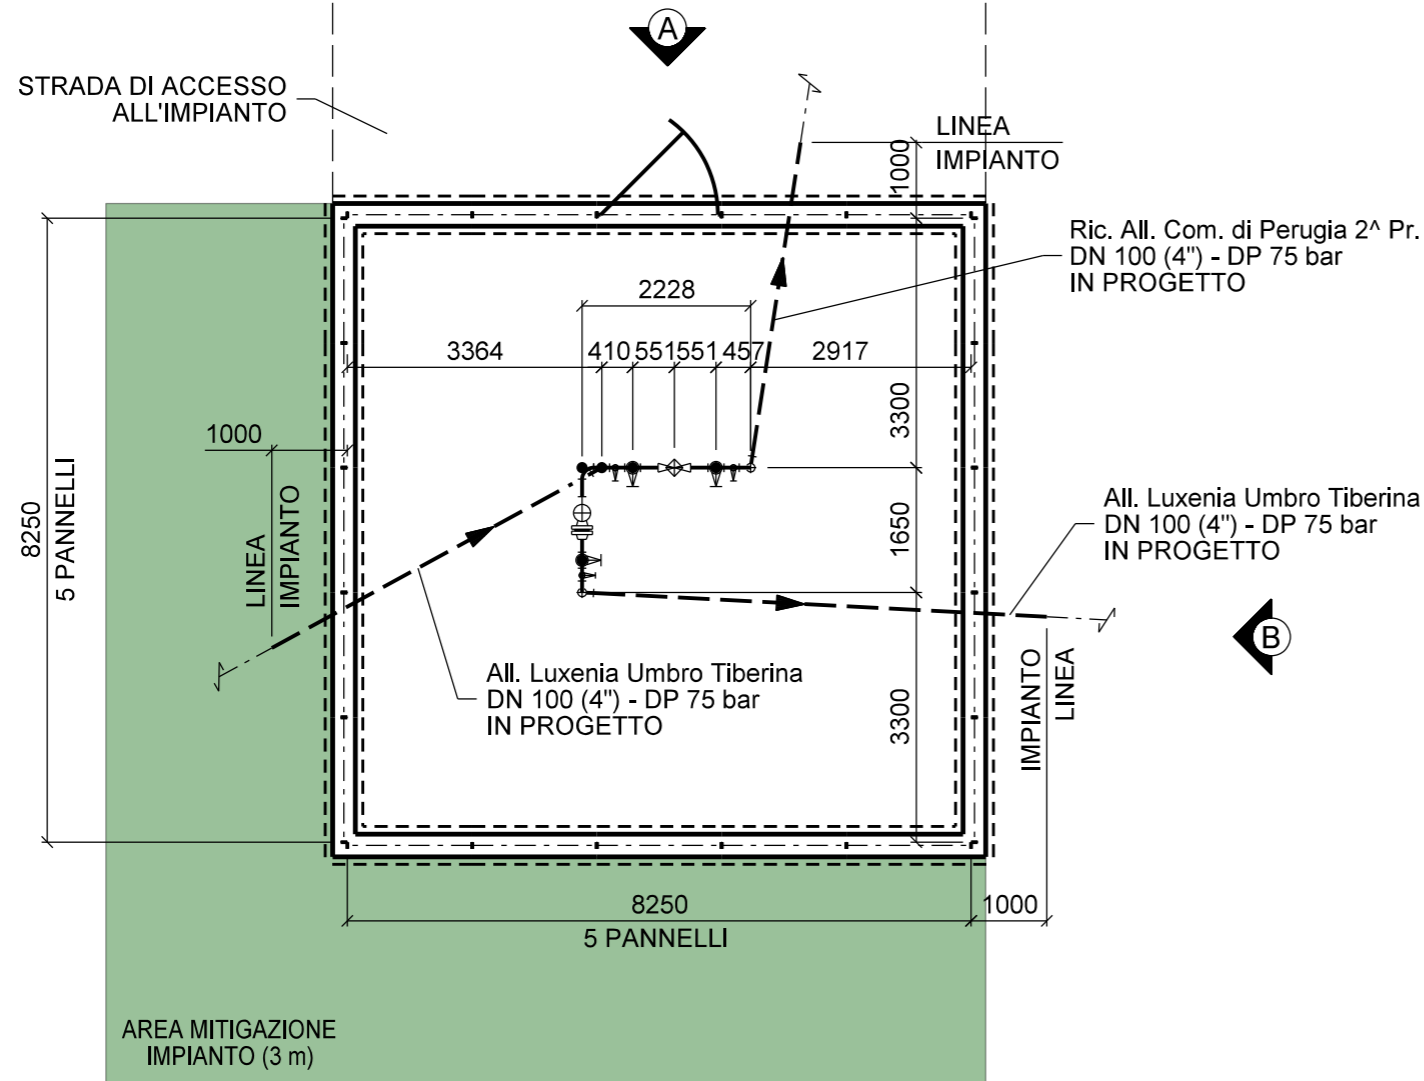 A
STRADA DI ACCESSO
ALL'IMPIANTO
LINEA
IMPIANTO
1000
Ric. All. Com. di Perugia 2^ Pr.
DN 100 (4") - DP 75 bar
IN PROGETTO
2228
3364
410
551
551
457
2917
3300
1000
LINEA
IMPIANTO
8250
5 PANNELLI
1650
All. Luxenia Umbro Tiberina
DN 100 (4") - DP 75 bar
IN PROGETTO
B
All. Luxenia Umbro Tiberina
DN 100 (4") - DP 75 bar
IN PROGETTO
3300
IMPIANTO
LINEA
8250
5 PANNELLI
1000
AREA MITIGAZIONE
IMPIANTO (3 m)